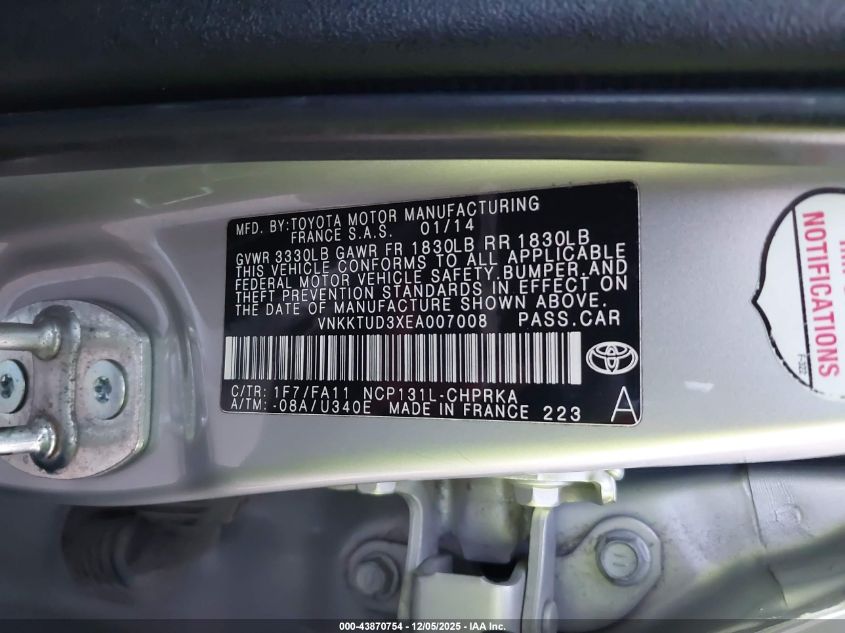 MFD. BY:TOYOTA MOTOR MANUFACTURING
FRANCE S.A.S. 01/14
GVWR 3330LB GAWR FR 1830LB RR 1830LB
THIS VEHICLE CONFORMS TO ALL APPLICABLE
FEDERAL MOTOR VEHICLE SAFETY,BUMPER,AND
THEFT PREVENTION STANDARDS IN EFFECT ON
THE DATE OF MANUFACTURE SHOWN ABOVE.
VNKKTUD3XEA007008 PASS.CAR
C/TR: 1F7/FA11 NCP131L-CHPRKA
A/TM: -08A/U340E MADE IN FRANCE 223
A
NOTIFICATIONS
F-322
000-43870754 | 12/05/2025 - IAA Inc.